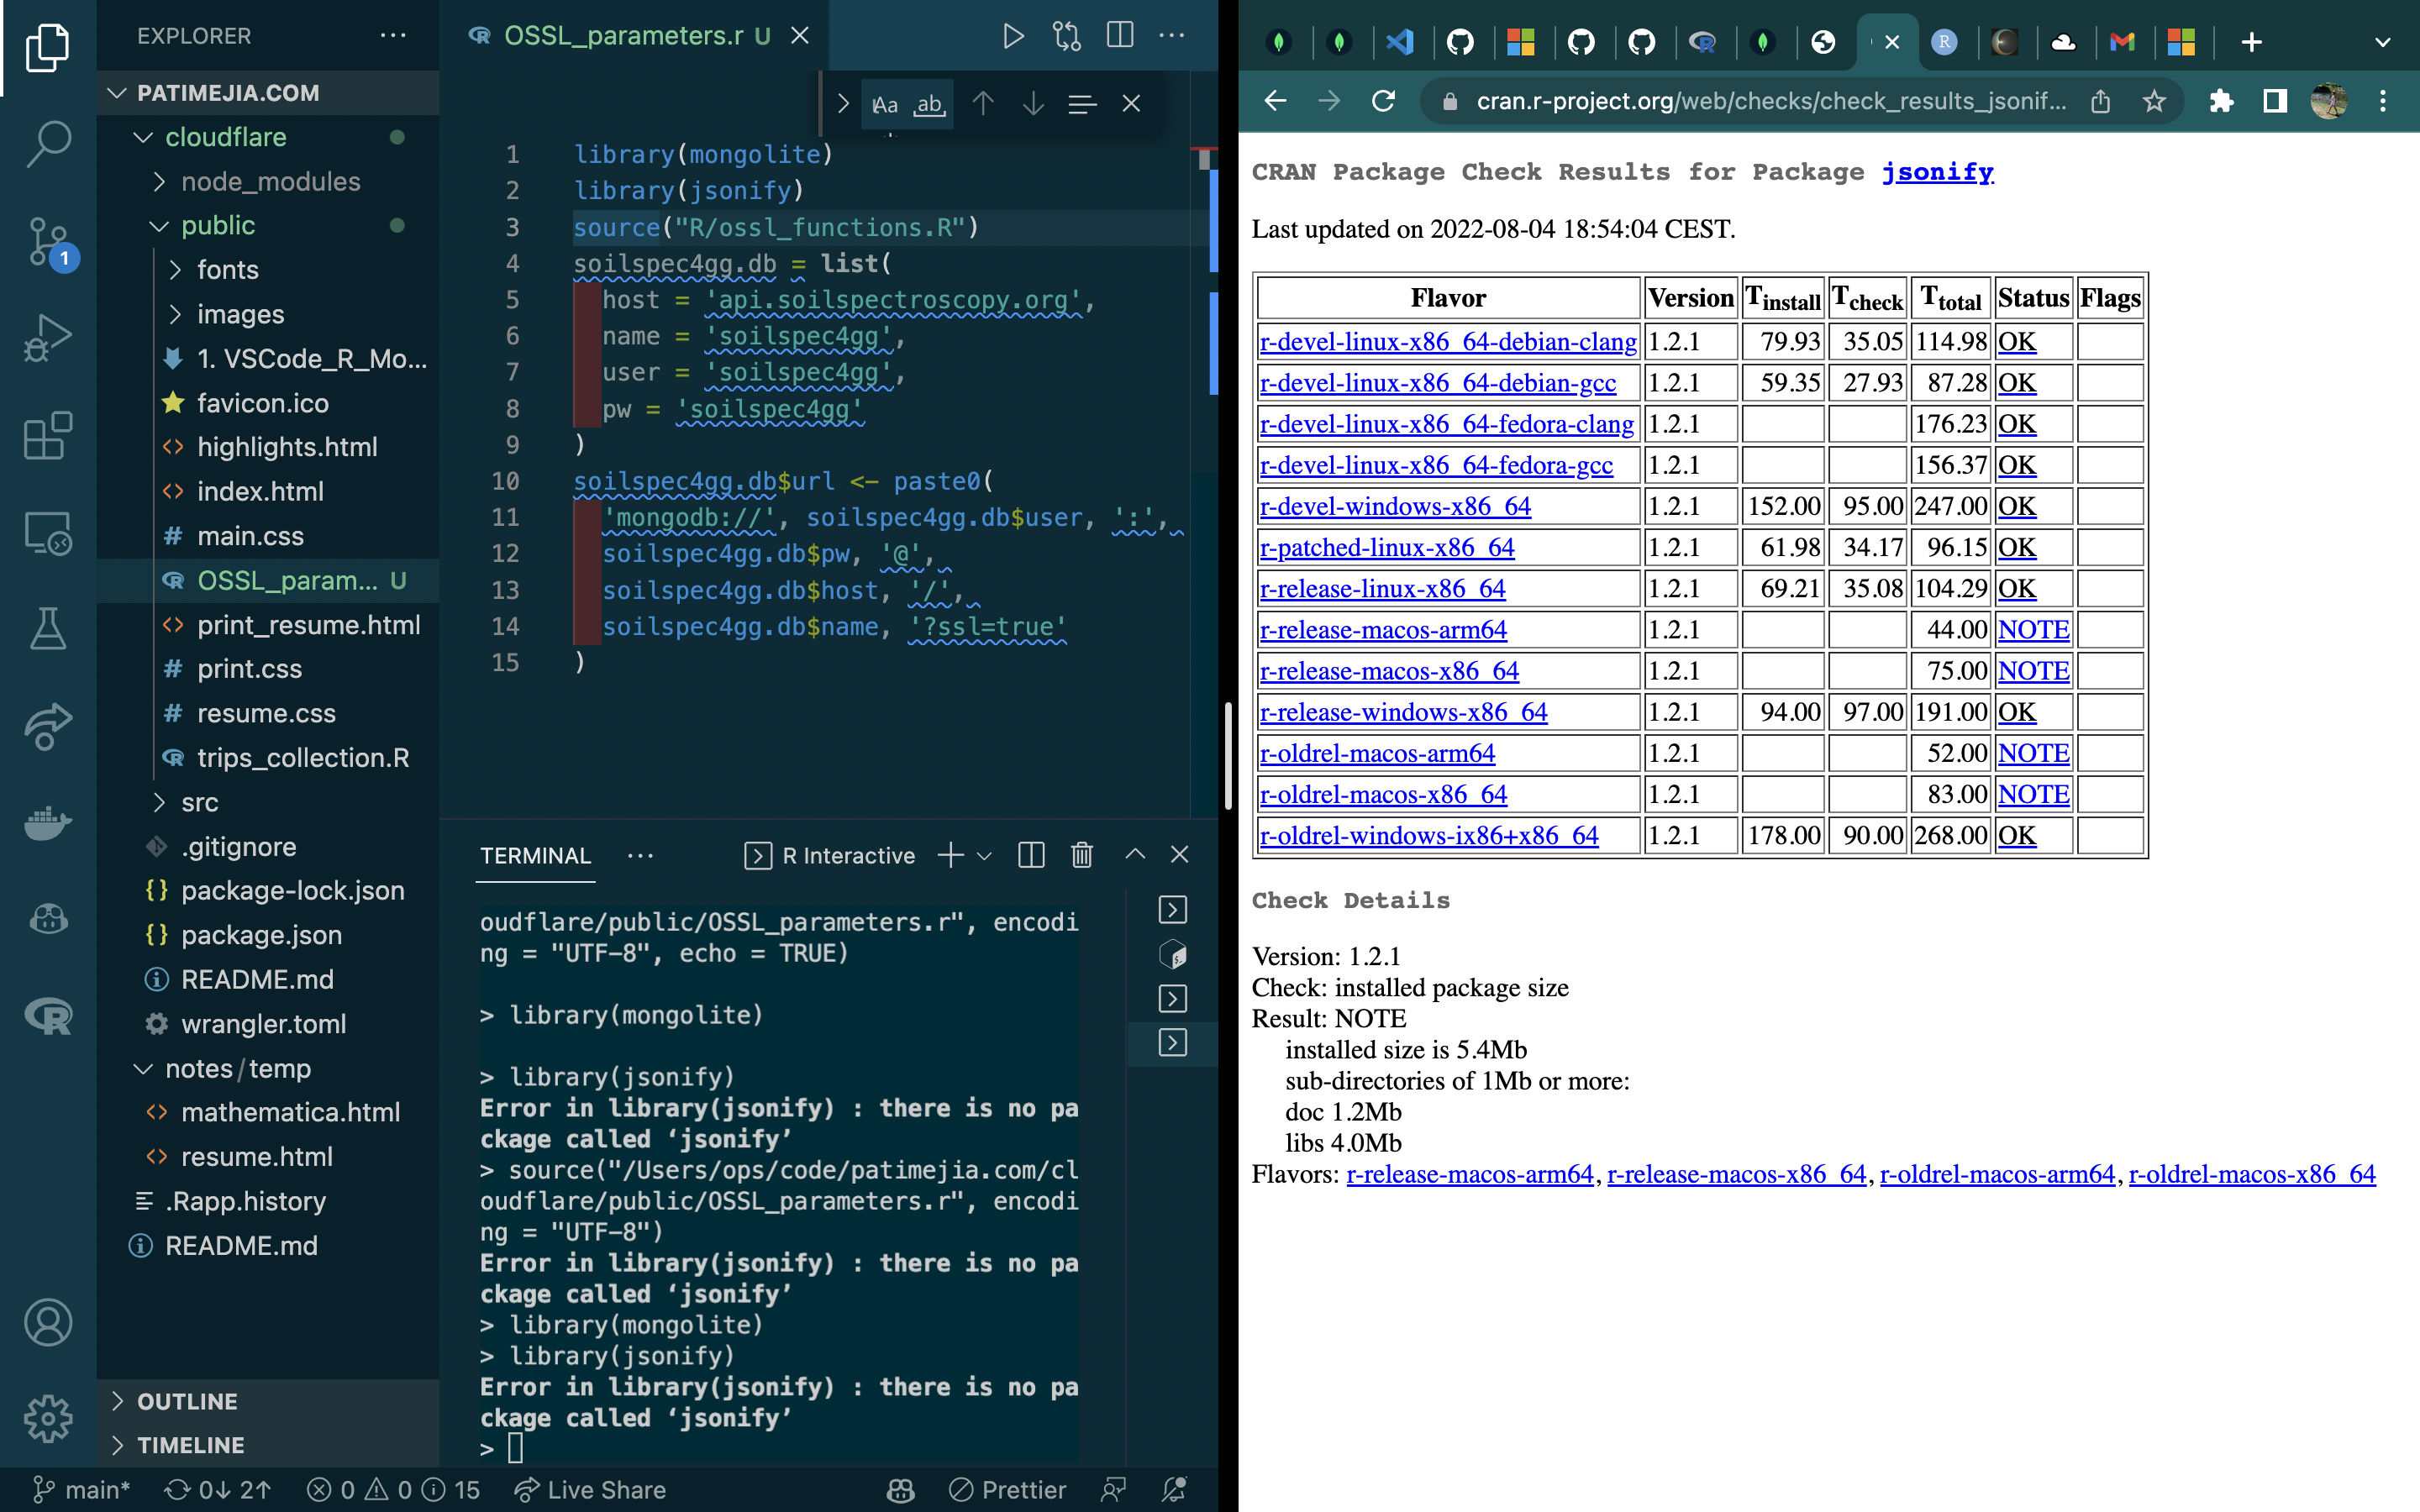 EXPLORER
PATIMEJIA.COM
cloudflare
node_modules
public
fonts
images
1. VSCode_R_Mo...
favicon.ico
highlights.html
index.html
main.css
OSSL_param... U
print_resume.html
print.css
resume.css
trips_collection.R
src
.gitignore
package-lock.json
package.json
README.md
wrangler.toml
notes/temp
mathematica.html
resume.html
.Rapp.history
README.md
OUTLINE
TIMELINE
1
OSSL_parameters.r U
Aa ab
1 library(mongolite)
2 library(jsonify)
3 source("R/ossl_functions.R")
4 soilspec4gg.db = list(
5 host = 'api.soilspectroscopy.org',
6 name = 'soilspec4gg',
7 user = 'soilspec4gg',
8 pw = 'soilspec4gg'
9 )
10 soilspec4gg.db$url <- paste0(
11 'mongodb://', soilspec4gg.db$user, ':',
12 soilspec4gg.db$pw, '@',
13 soilspec4gg.db$host, '/',
14 soilspec4gg.db$name, '?ssl=true'
15 )
TERMINAL R Interactive
oudflare/public/OSSL_parameters.r", encodi
ng = "UTF-8", echo = TRUE)
> library(mongolite)
> library(jsonify)
Error in library(jsonify) : there is no pa
ckage called ‘jsonify’
> source("/Users/ops/code/patimejia.com/cl
oudflare/public/OSSL_parameters.r", encodi
ng = "UTF-8")
Error in library(jsonify) : there is no pa
ckage called ‘jsonify’
> library(mongolite)
> library(jsonify)
Error in library(jsonify) : there is no pa
ckage called ‘jsonify’
>
main* 0↓ 2↑ 0 0 15 Live Share Prettier
cran.r-project.org/web/checks/check_results_jsonif...
CRAN Package Check Results for Package jsonify
Last updated on 2022-08-04 18:54:04 CEST.
Flavor Version Tinstall Tcheck Ttotal Status Flags
r-devel-linux-x86_64-debian-clang 1.2.1 79.93 35.05 114.98 OK
r-devel-linux-x86_64-debian-gcc 1.2.1 59.35 27.93 87.28 OK
r-devel-linux-x86_64-fedora-clang 1.2.1 176.23 OK
r-devel-linux-x86_64-fedora-gcc 1.2.1 156.37 OK
r-devel-windows-x86_64 1.2.1 152.00 95.00 247.00 OK
r-patched-linux-x86_64 1.2.1 61.98 34.17 96.15 OK
r-release-linux-x86_64 1.2.1 69.21 35.08 104.29 OK
r-release-macos-arm64 1.2.1 44.00 NOTE
r-release-macos-x86_64 1.2.1 75.00 NOTE
r-release-windows-x86_64 1.2.1 94.00 97.00 191.00 OK
r-oldrel-macos-arm64 1.2.1 52.00 NOTE
r-oldrel-macos-x86_64 1.2.1 83.00 NOTE
r-oldrel-windows-ix86+x86_64 1.2.1 178.00 90.00 268.00 OK
Check Details
Version: 1.2.1
Check: installed package size
Result: NOTE
installed size is 5.4Mb
sub-directories of 1Mb or more:
doc 1.2Mb
libs 4.0Mb
Flavors: r-release-macos-arm64, r-release-macos-x86_64, r-oldrel-macos-arm64, r-oldrel-macos-x86_64